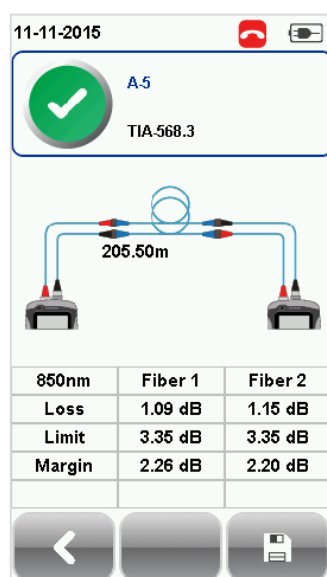 11-11-2015
A-5
TIA-568.3
205.50m
850nm Fiber 1 Fiber 2
Loss 1.09 dB 1.15 dB
Limit 3.35 dB 3.35 dB
Margin 2.26 dB 2.20 dB